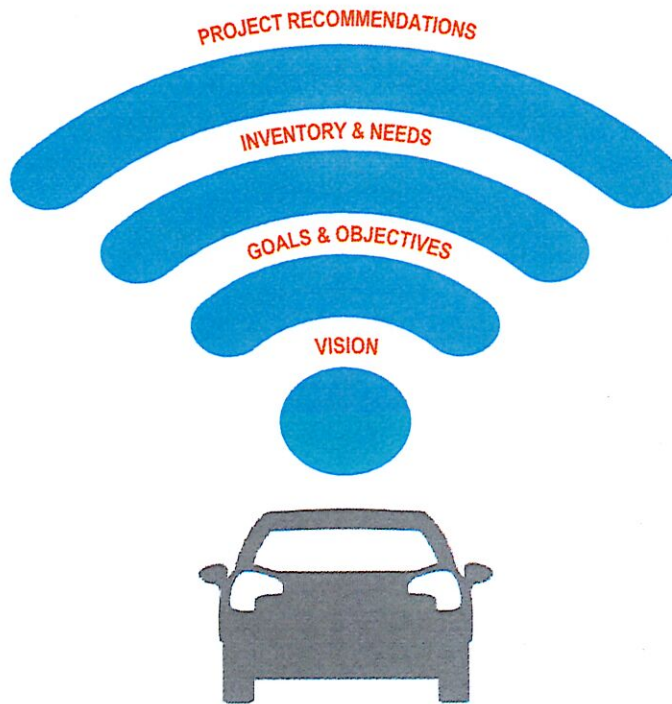 PROJECT RECOMMENDATIONS
INVENTORY & NEEDS
GOALS & OBJECTIVES
VISION